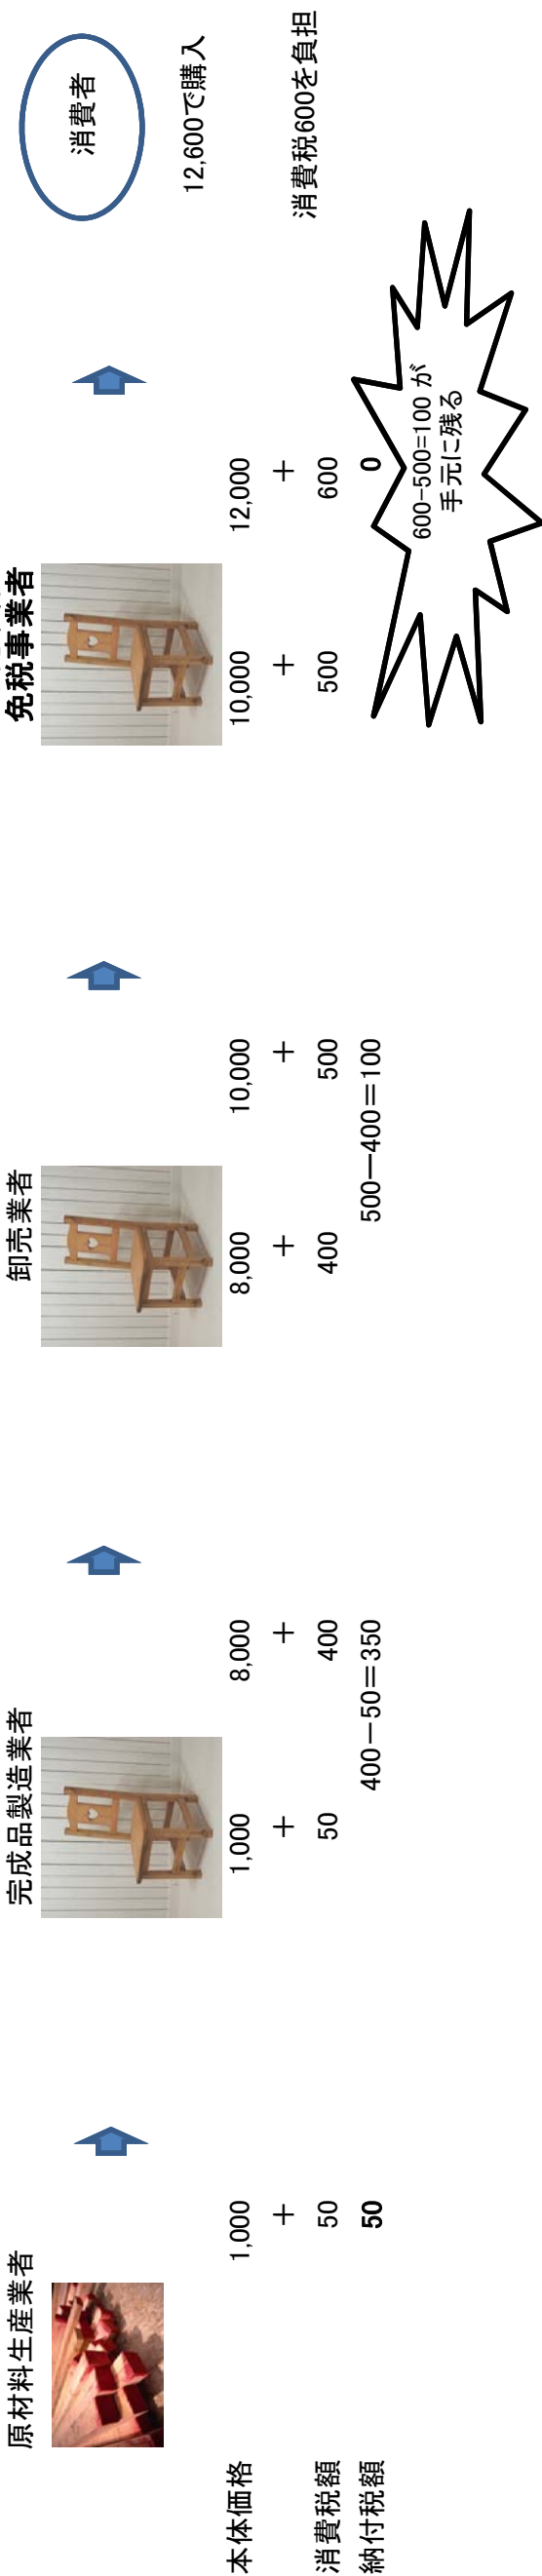 原材料生産業者
完成品製造業者
卸売業者
免税事業者
消費者
12,600で購入
消費税600を負担
本体価格 1,000 1,000 8,000 8,000 10,000 10,000 12,000
＋ ＋ ＋ ＋ ＋ ＋ ＋
消費税額 50 50 400 400 500 500 600
納付税額 50 400－50＝350 500―400＝100 0
600-500=100 が
手元に残る